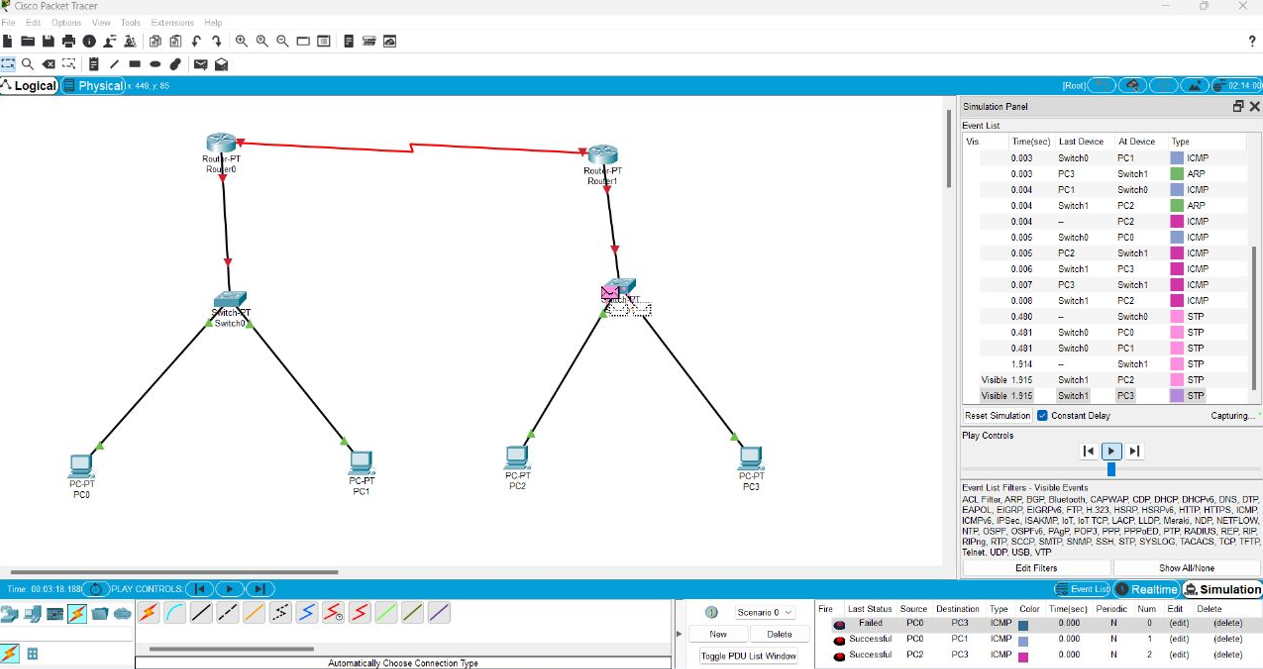 Cisco Packet Tracer
File Edit Options View Tools Extensions Help
Logical Physical x: 449, y: 85 [Root] 02:14:00
Simulation Panel
Event List
Vis Time(sec) Last Device At Device Type
0.003 Switch0 PC1 ICMP
0.003 PC3 Switch1 ARP
0.004 PC1 Switch0 ICMP
0.004 Switch1 PC2 ARP
0.004 -- PC2 ICMP
0.005 Switch0 PC0 ICMP
0.005 PC2 Switch1 ICMP
0.006 Switch1 PC3 ICMP
0.007 PC3 Switch1 ICMP
0.008 Switch1 PC2 ICMP
0.480 -- Switch0 STP
0.481 Switch0 PC0 STP
0.481 Switch0 PC1 STP
1.914 -- Switch1 STP
Visible 1.915 Switch1 PC2 STP
Visible 1.915 Switch1 PC3 STP
Reset Simulation Constant Delay Capturing...
Play Controls
Event List Filters - Visible Events
ACL Filter, ARP, BGP, Bluetooth, CAPWAP, CDP, DHCP, DHCPv6, DNS, DTP,
EAPOL, EIGRP, EIGRPv6, FTP, H.323, HSRP, HSRPv6, HTTP, HTTPS, ICMP,
ICMPv6, IPSec, ISAKMP, IoT, IoT TCP, LACP, LLDP, Meraki, NDP, NETFLOW,
NTP, OSPF, OSPFv6, PAgP, POP3, PPP, PPPoED, PTP, RADIUS, REP, RIP,
RIPng, RTP, SCCP, SMTP, SNMP, SSH, STP, SYSLOG, TACACS, TCP, TFTP,
Telnet, UDP, USB, VTP
Edit Filters Show All/None
Router-PT
Router0
Router-PT
Router1
Switch-PT
Switch0
PC-PT
PC0
PC-PT
PC1
PC-PT
PC2
PC-PT
PC3
Time: 00:03:18.188 PLAY CONTROLS: Event List Realtime Simulation
Scenario 0
New Delete
Toggle PDU List Window
Fire Last Status Source Destination Type Color Time(sec) Periodic Num Edit Delete
Failed PC0 PC3 ICMP 0.000 N 0 (edit) (delete)
Successful PC0 PC1 ICMP 0.000 N 1 (edit) (delete)
Successful PC2 PC3 ICMP 0.000 N 2 (edit) (delete)
Automatically Choose Connection Type